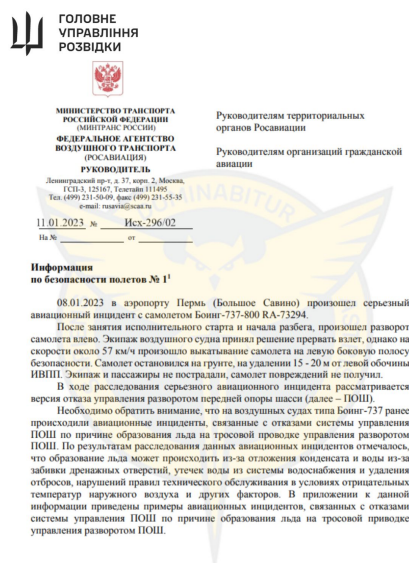 ГОЛОВНЕ
УПРАВЛІННЯ
РОЗВІДКИ
МИНИСТЕРСТВО ТРАНСПОРТА
РОССИЙСКОЙ ФЕДЕРАЦИИ
(МИНТРАНС РОССИИ)
ФЕДЕРАЛЬНОЕ АГЕНТСТВО
ВОЗДУШНОГО ТРАНСПОРТА
(РОСАВИАЦИЯ)
РУКОВОДИТЕЛЬ
Ленинградский пр-т, д. 37, корп. 2, Москва,
ГСП-3, 125167, Телетайп 111495
Тел. (499) 231-50-09, факс (499) 231-55-35
e-mail: rusavia@scaa.ru
11.01.2023 № Исх-296/02
На № от
Руководителям территориальных
органов Росавиации
Руководителям организаций гражданской
авиации
Информация
по безопасности полетов № 1¹
08.01.2023 в аэропорту Пермь (Большое Савино) произошел серьезный
авиационный инцидент с самолетом Боинг-737-800 RA-73294.
После занятия исполнительного старта и начала разбега, произошел разворот
самолета влево. Экипаж воздушного судна принял решение прервать взлет, однако на
скорости около 57 км/ч произошло выкатывание самолета на левую боковую полосу
безопасности. Самолет остановился на грунте, на удалении 15 - 20 м от левой обочины
ИВПП. Экипаж и пассажиры не пострадали, самолет повреждений не получил.
В ходе расследования серьезного авиационного инцидента рассматривается
версия отказа управления разворотом передней опоры шасси (далее – ПОШ).
Необходимо обратить внимание, что на воздушных судах типа Боинг-737 ранее
происходили авиационные инциденты, связанные с отказами системы управления
ПОШ по причине образования льда на тросовой проводке управления разворотом
ПОШ. По результатам расследования данных авиационных инцидентов отмечалось,
что образование льда может происходить из-за отложения конденсата и воды из-за
забивки дренажных отверстий, утечек воды из системы водоснабжения и удаления
отбросов, нарушений правил технического обслуживания в условиях отрицательных
температур наружного воздуха и других факторов. В приложении к данной
информации приведены примеры авиационных инцидентов, связанных с отказами
системы управления ПОШ по причине образования льда на тросовой приводке
управления разворотом ПОШ.